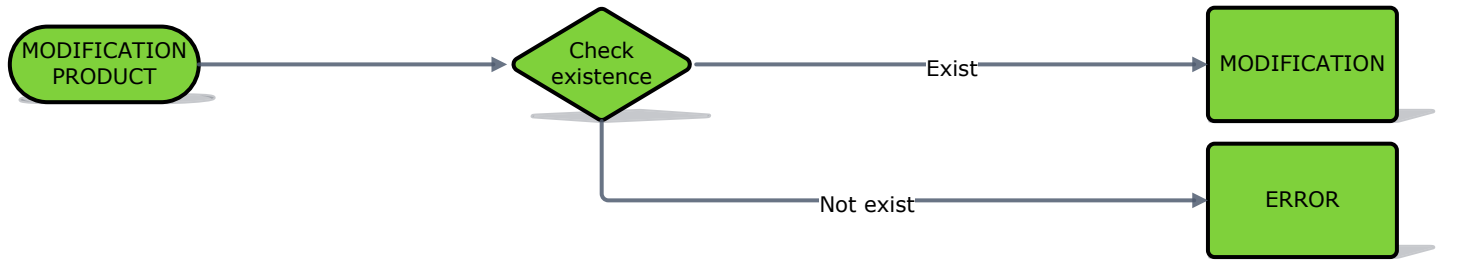 MODIFICATION
PRODUCT
Check
existence
Exist
MODIFICATION
Not exist
ERROR